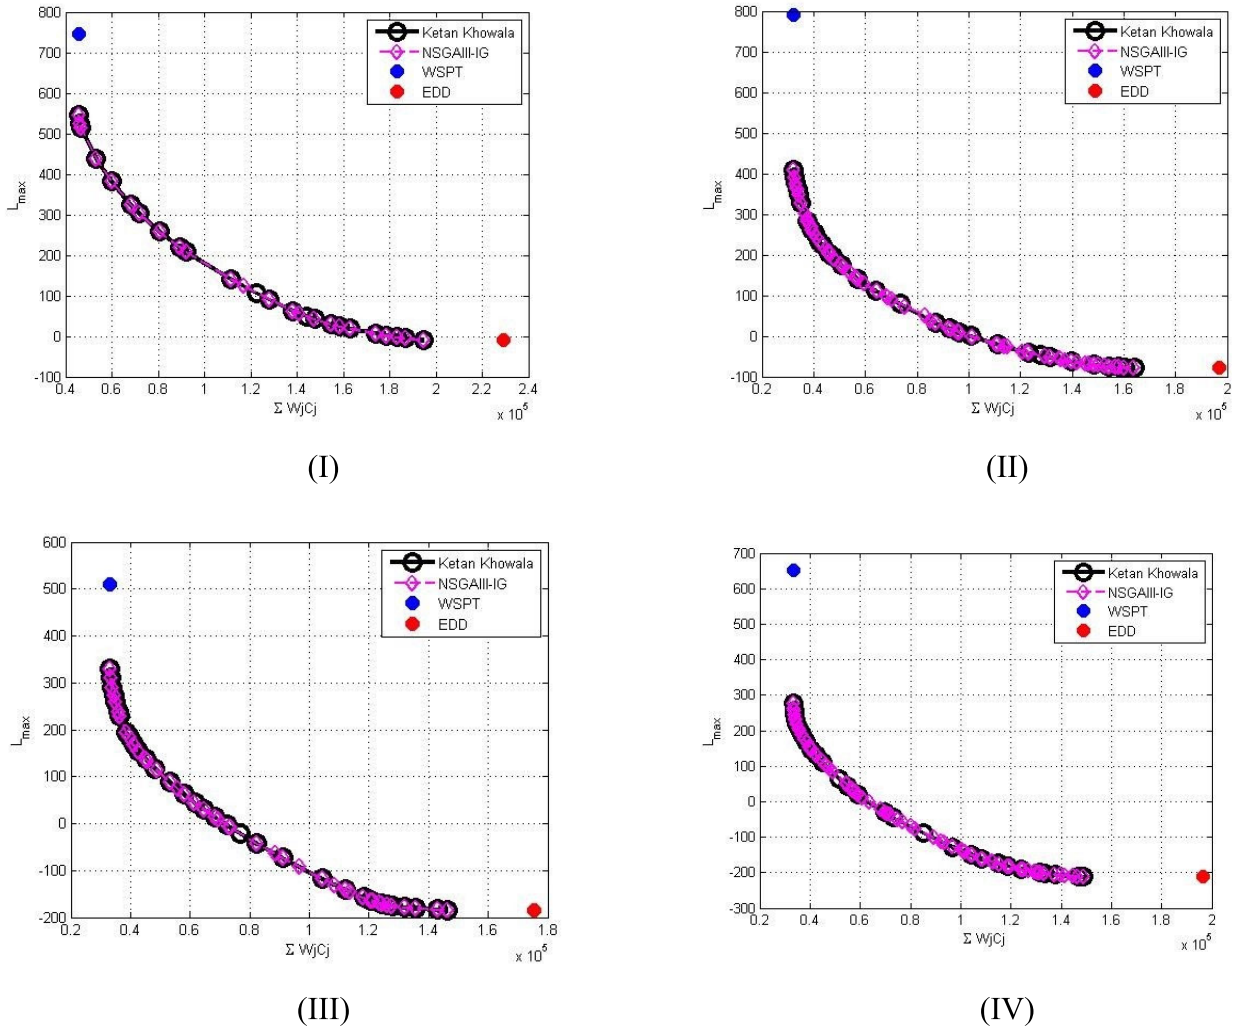 800
700
600
500
400
300
200
100
0
-100
L_max
0.4 0.6 0.8 1 1.2 1.4 1.6 1.8 2 2.2 2.4
Σ WjCj
x 10^5
Ketan Khowala
NSGAIII-IG
WSPT
EDD
(I)
800
700
600
500
400
300
200
100
0
-100
L_max
0.2 0.4 0.6 0.8 1 1.2 1.4 1.6 1.8 2
Σ WjCj
x 10^5
Ketan Khowala
NSGAIII-IG
WSPT
EDD
(II)
600
500
400
300
200
100
0
-100
-200
L_max
0.2 0.4 0.6 0.8 1 1.2 1.4 1.6 1.8
Σ WjCj
x 10^5
Ketan Khowala
NSGAIII-IG
WSPT
EDD
(III)
700
600
500
400
300
200
100
0
-100
-200
-300
L_max
0.2 0.4 0.6 0.8 1 1.2 1.4 1.6 1.8 2
Σ WjCj
x 10^5
Ketan Khowala
NSGAIII-IG
WSPT
EDD
(IV)